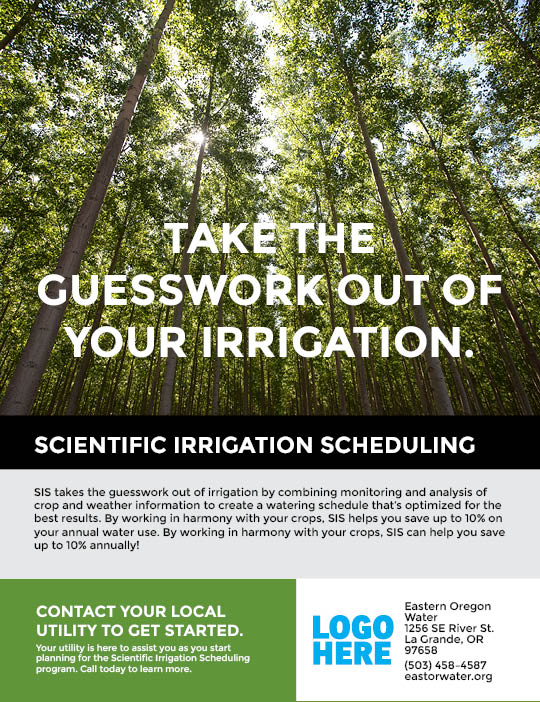 TAKE THE
GUESSWORK OUT OF
YOUR IRRIGATION.
SCIENTIFIC IRRIGATION SCHEDULING
SIS takes the guesswork out of irrigation by combining monitoring and analysis of
crop and weather information to create a watering schedule that's optimized for the
best results. By working in harmony with your crops, SIS helps you save up to 10% on
your annual water use. By working in harmony with your crops, SIS can help you save
up to 10% annually!
CONTACT YOUR LOCAL
UTILITY TO GET STARTED.
Your utility is here to assist you as you start
planning for the Scientific Irrigation Scheduling
program. Call today to learn more.
LOGO
HERE
Eastern Oregon
Water
1256 SE River St.
La Grande, OR
97658
(503) 458-4587
eastorwater.org